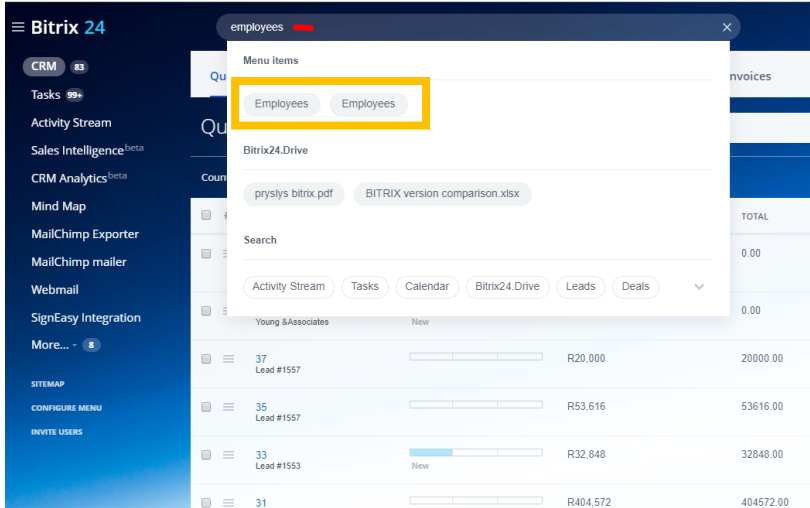 Bitrix 24
employees
CRM 83
Tasks 99+
Activity Stream
Sales Intelligence beta
CRM Analytics beta
Mind Map
MailChimp Exporter
MailChimp mailer
Webmail
SignEasy Integration
More... - 8
SITEMAP
CONFIGURE MENU
INVITE USERS
Menu items
Employees Employees
Bitrix24.Drive
pryslys bitrix.pdf BITRIX version comparison.xlsx
Search
Activity Stream Tasks Calendar Bitrix24.Drive Leads Deals
Qu
nvoices
Qu
Coun
TOTAL
0.00
0.00
Young &Associates New
37 R20,000 20000.00
Lead #1557
35 R53,616 53616.00
Lead #1557
33 R32,848 32848.00
Lead #1553 New
31 R404,572 404572.00